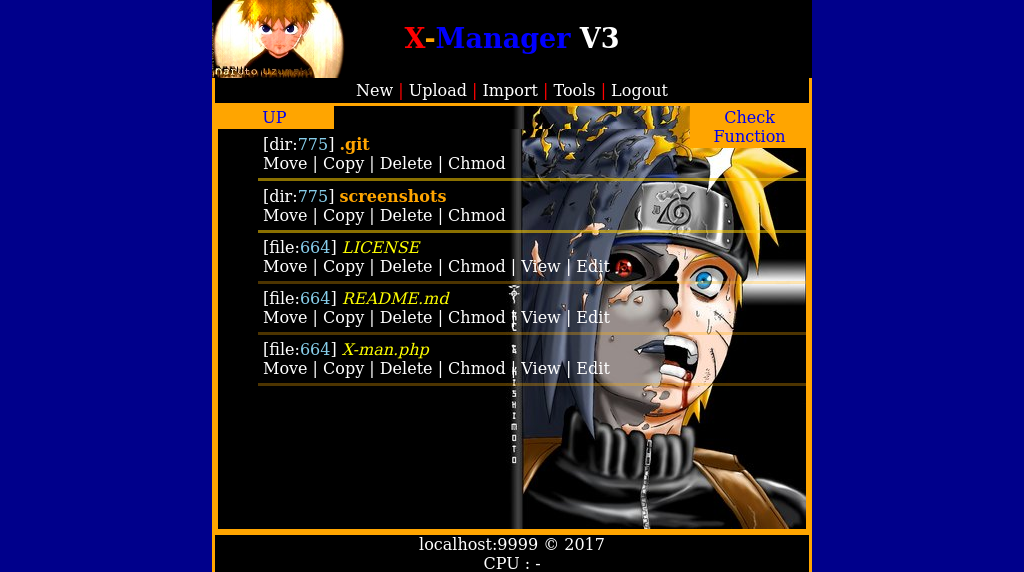 naruto uzumaki
X-Manager V3
New | Upload | Import | Tools | Logout
UP
Check
Function
[dir:775] .git
Move | Copy | Delete | Chmod
[dir:775] screenshots
Move | Copy | Delete | Chmod
[file:664] LICENSE
Move | Copy | Delete | Chmod | View | Edit
[file:664] README.md
Move | Copy | Delete | Chmod | View | Edit
[file:664] X-man.php
Move | Copy | Delete | Chmod | View | Edit
localhost:9999 © 2017
CPU : -